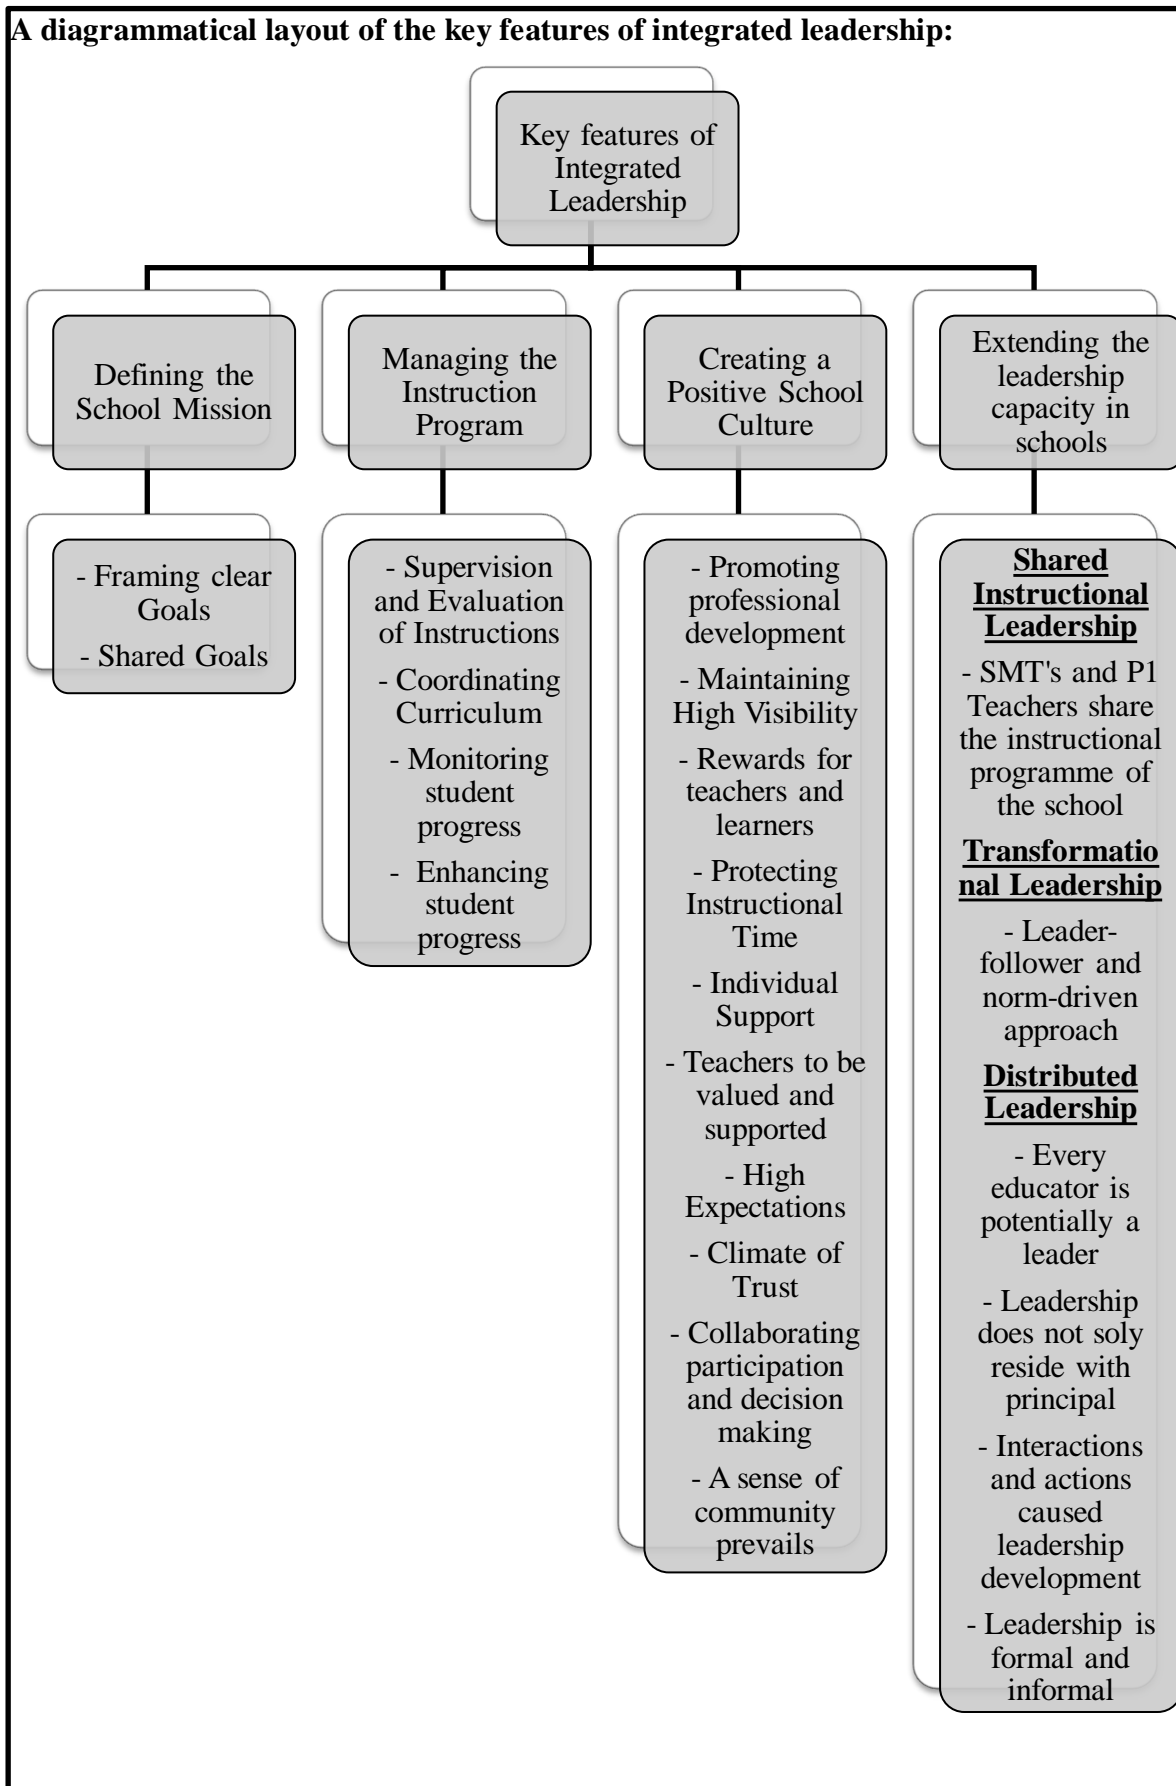 A diagrammatical layout of the key features of integrated leadership:
Key features of
Integrated
Leadership
Defining the
School Mission
Managing the
Instruction
Program
Creating a
Positive School
Culture
Extending the
leadership
capacity in
schools
- Framing clear
Goals
- Shared Goals
- Supervision
and Evaluation
of Instructions
- Coordinating
Curriculum
- Monitoring
student
progress
- Enhancing
student
progress
- Promoting
professional
development
- Maintaining
High Visibility
- Rewards for
teachers and
learners
- Protecting
Instructional
Time
- Individual
Support
- Teachers to be
valued and
supported
- High
Expectations
- Climate of
Trust
- Collaborating
participation
and decision
making
- A sense of
community
prevails
Shared
Instructional
Leadership
- SMT's and P1
Teachers share
the instructional
programme of
the school
Transformatio
nal Leadership
- Leader-
follower and
norm-driven
approach
Distributed
Leadership
- Every
educator is
potentially a
leader
- Leadership
does not soly
reside with
principal
- Interactions
and actions
caused
leadership
development
- Leadership is
formal and
informal